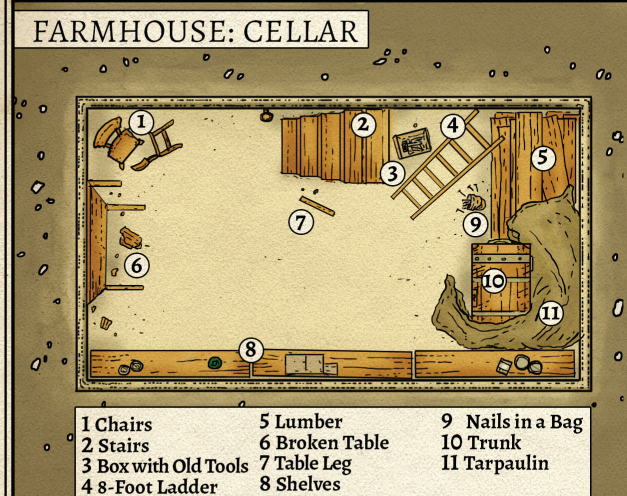 FARMHOUSE: CELLAR
1
2
4
3
5
7
9
6
10
11
8
1 Chairs
2 Stairs
3 Box with Old Tools
4 8-Foot Ladder
5 Lumber
6 Broken Table
7 Table Leg
8 Shelves
9 Nails in a Bag
10 Trunk
11 Tarpaulin